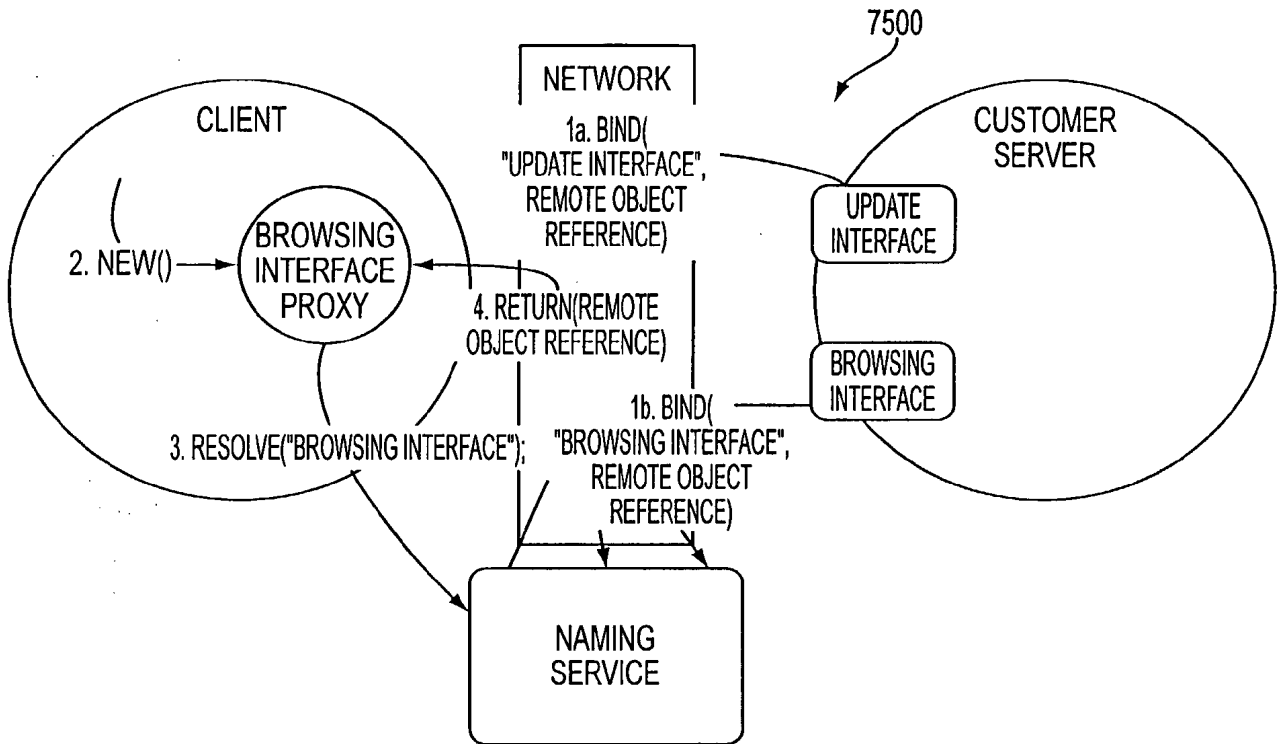 7500
NETWORK
CLIENT
CUSTOMER
SERVER
1a. BIND(
"UPDATE INTERFACE",
REMOTE OBJECT
REFERENCE)
UPDATE
INTERFACE
2. NEW()
BROWSING
INTERFACE
PROXY
4. RETURN(REMOTE
OBJECT REFERENCE)
BROWSING
INTERFACE
1b. BIND(
"BROWSING INTERFACE",
REMOTE OBJECT
REFERENCE)
3. RESOLVE("BROWSING INTERFACE");
NAMING
SERVICE